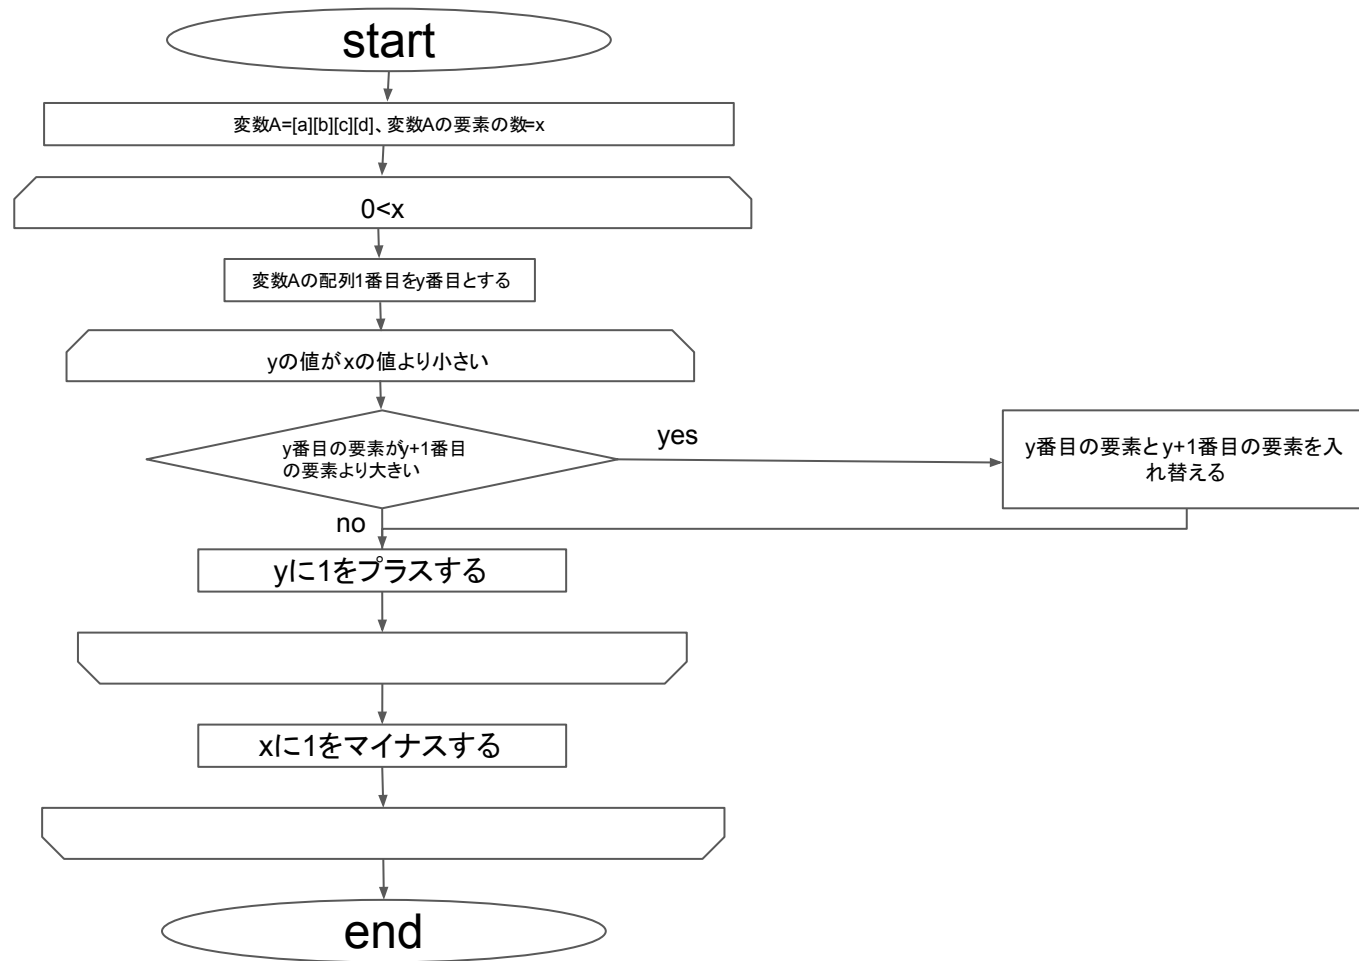 start
変数A=[a][b][c][d]、変数Aの要素の数=x
0<x
変数Aの配列1番目をy番目とする
yの値がxの値より小さい
y番目の要素がy+1番目
の要素より大きい
yes
y番目の要素とy+1番目の要素を入
れ替える
no
yに1をプラスする
xに1をマイナスする
end